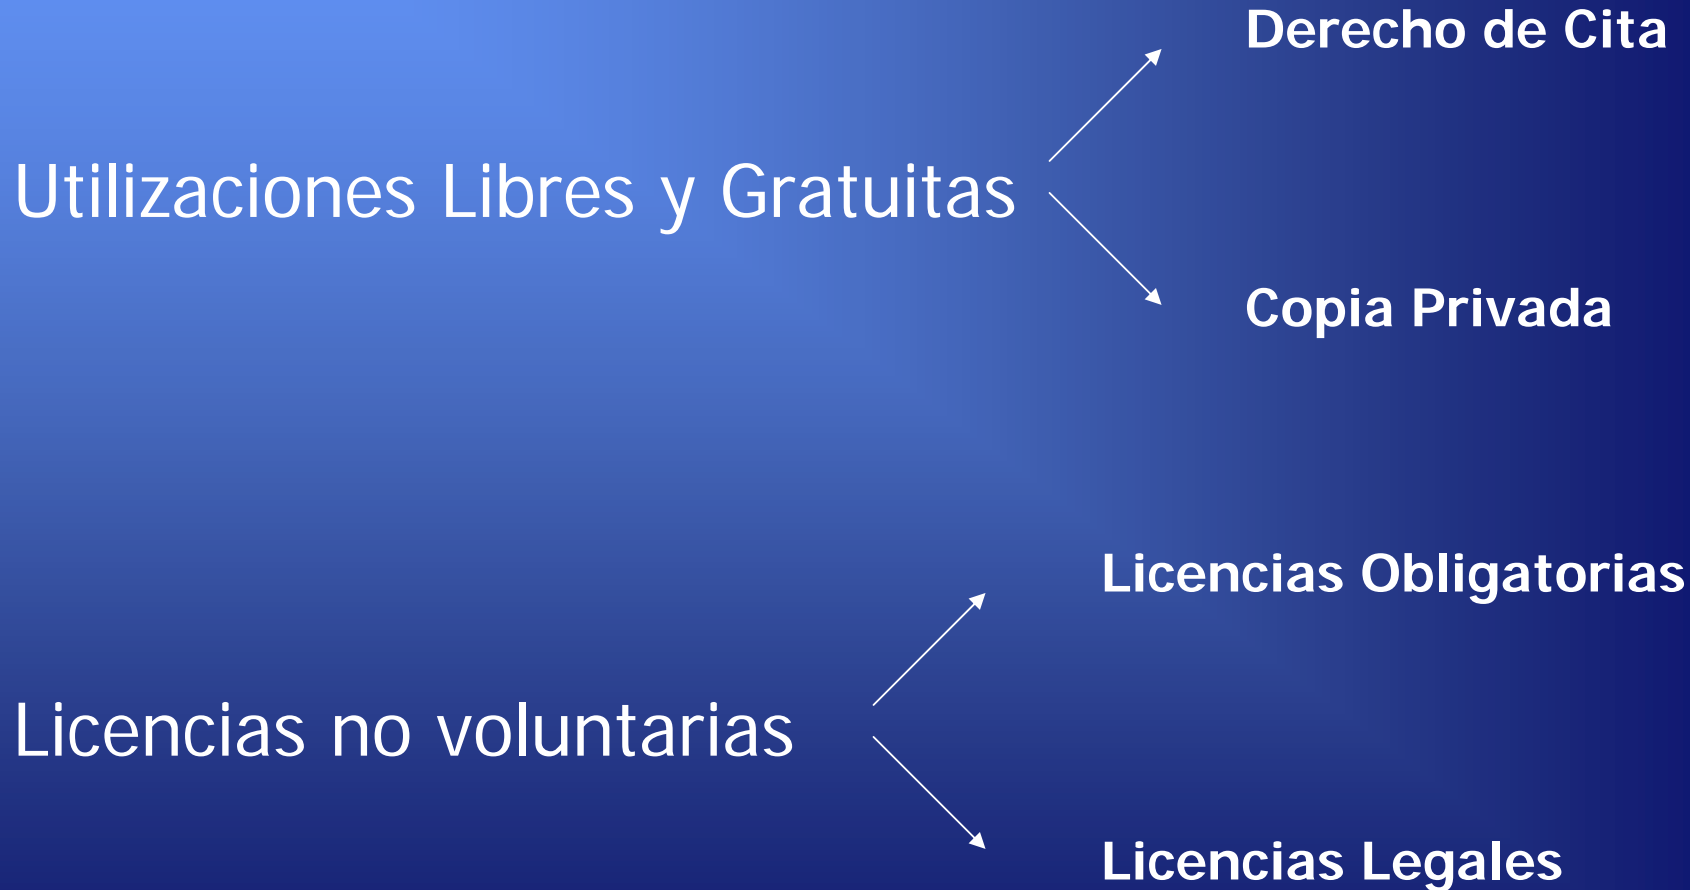 Derecho de Cita
Utilizaciones Libres y Gratuitas
Copia Privada
Licencias Obligatorias
Licencias no voluntarias
Licencias Legales